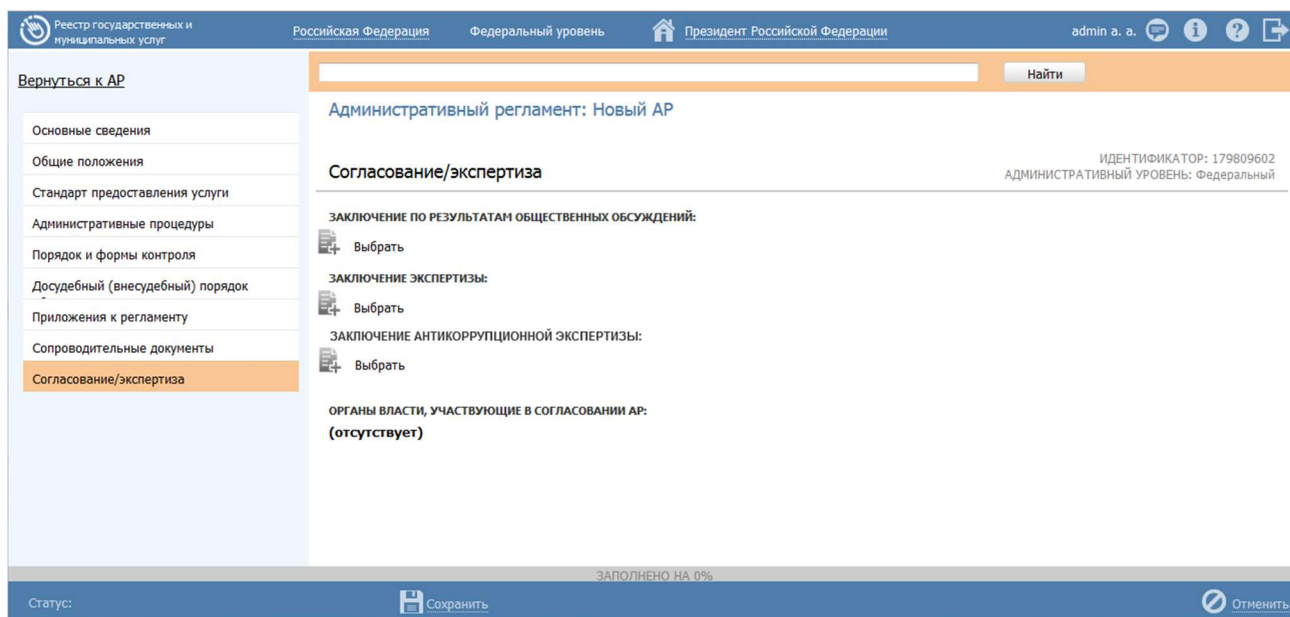 Реестр государственных и
муниципальных услуг
Российская Федерация
Федеральный уровень
Президент Российской Федерации
admin a. a.
Вернуться к АР
Найти
Основные сведения
Общие положения
Стандарт предоставления услуги
Административные процедуры
Порядок и формы контроля
Досудебный (внесудебный) порядок
Приложения к регламенту
Сопроводительные документы
Согласование/экспертиза
Административный регламент: Новый АР
Согласование/экспертиза
ИДЕНТИФИКАТОР: 179809602
АДМИНИСТРАТИВНЫЙ УРОВЕНЬ: Федеральный
ЗАКЛЮЧЕНИЕ ПО РЕЗУЛЬТАТАМ ОБЩЕСТВЕННЫХ ОБСУЖДЕНИЙ:
Выбрать
ЗАКЛЮЧЕНИЕ ЭКСПЕРТИЗЫ:
Выбрать
ЗАКЛЮЧЕНИЕ АНТИКОРРУПЦИОННОЙ ЭКСПЕРТИЗЫ:
Выбрать
ОРГАНЫ ВЛАСТИ, УЧАСТВУЮЩИЕ В СОГЛАСОВАНИИ АР:
(отсутствует)
ЗАПОЛНЕНО НА 0%
Статус:
Сохранить
Отменить